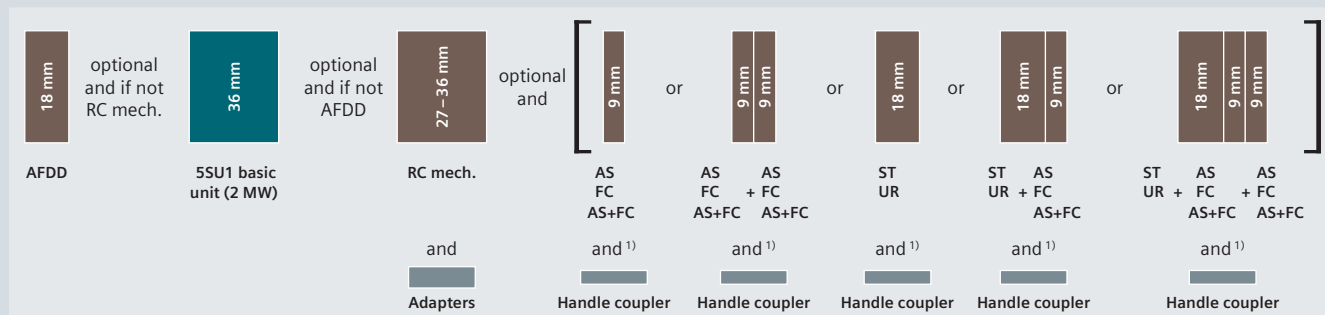 18 mm
optional
and if not
RC mech.
36 mm
optional
and if not
AFDD
27–36 mm
optional
and
9 mm
or
9 mm
9 mm
or
18 mm
or
18 mm
9 mm
or
18 mm
9 mm
9 mm
AFDD
5SU1 basic
unit (2 MW)
RC mech.
AS
FC
AS+FC
AS AS
FC + FC
AS+FC AS+FC
ST
UR
ST AS
UR + FC
AS+FC
ST AS AS
UR + FC + FC
AS+FC AS+FC
and
Adapters
and 1)
Handle coupler
and 1)
Handle coupler
and 1)
Handle coupler
and 1)
Handle coupler
and 1)
Handle coupler